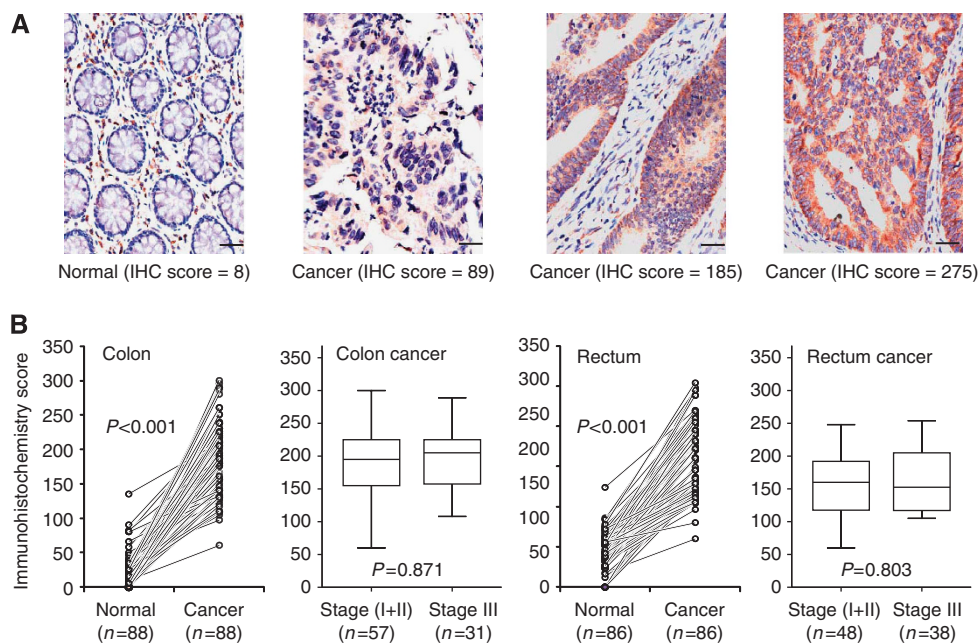 A
Normal (IHC score = 8)
Cancer (IHC score = 89)
Cancer (IHC score = 185)
Cancer (IHC score = 275)
B
Immunohistochemistry score
350
300
250
200
150
100
50
0
Colon
P<0.001
Normal
(n=88)
Cancer
(n=88)
350
300
250
200
150
100
50
0
Colon cancer
P=0.871
Stage (I+II)
(n=57)
Stage III
(n=31)
350
300
250
200
150
100
50
0
Rectum
P<0.001
Normal
(n=86)
Cancer
(n=86)
350
300
250
200
150
100
50
0
Rectum cancer
P=0.803
Stage (I+II)
(n=48)
Stage III
(n=38)